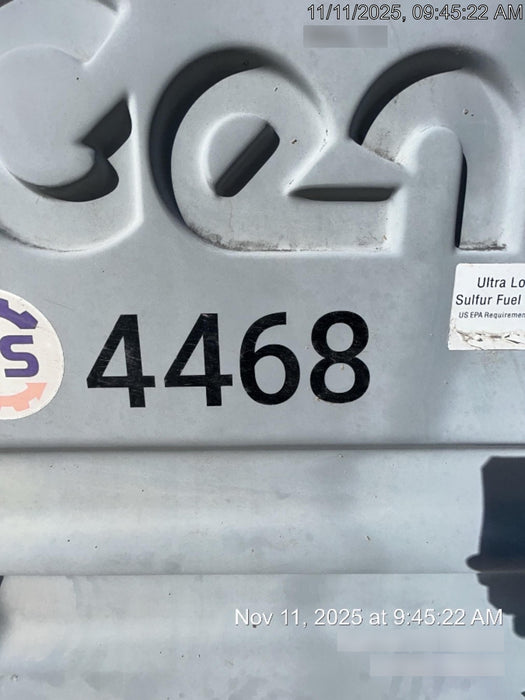 11/11/2025, 09:45:22 AM
Gen
Ultra Lo
Sulfur Fuel
US EPA Requiremen
S
4468
Nov 11, 2025 at 9:45:22 AM